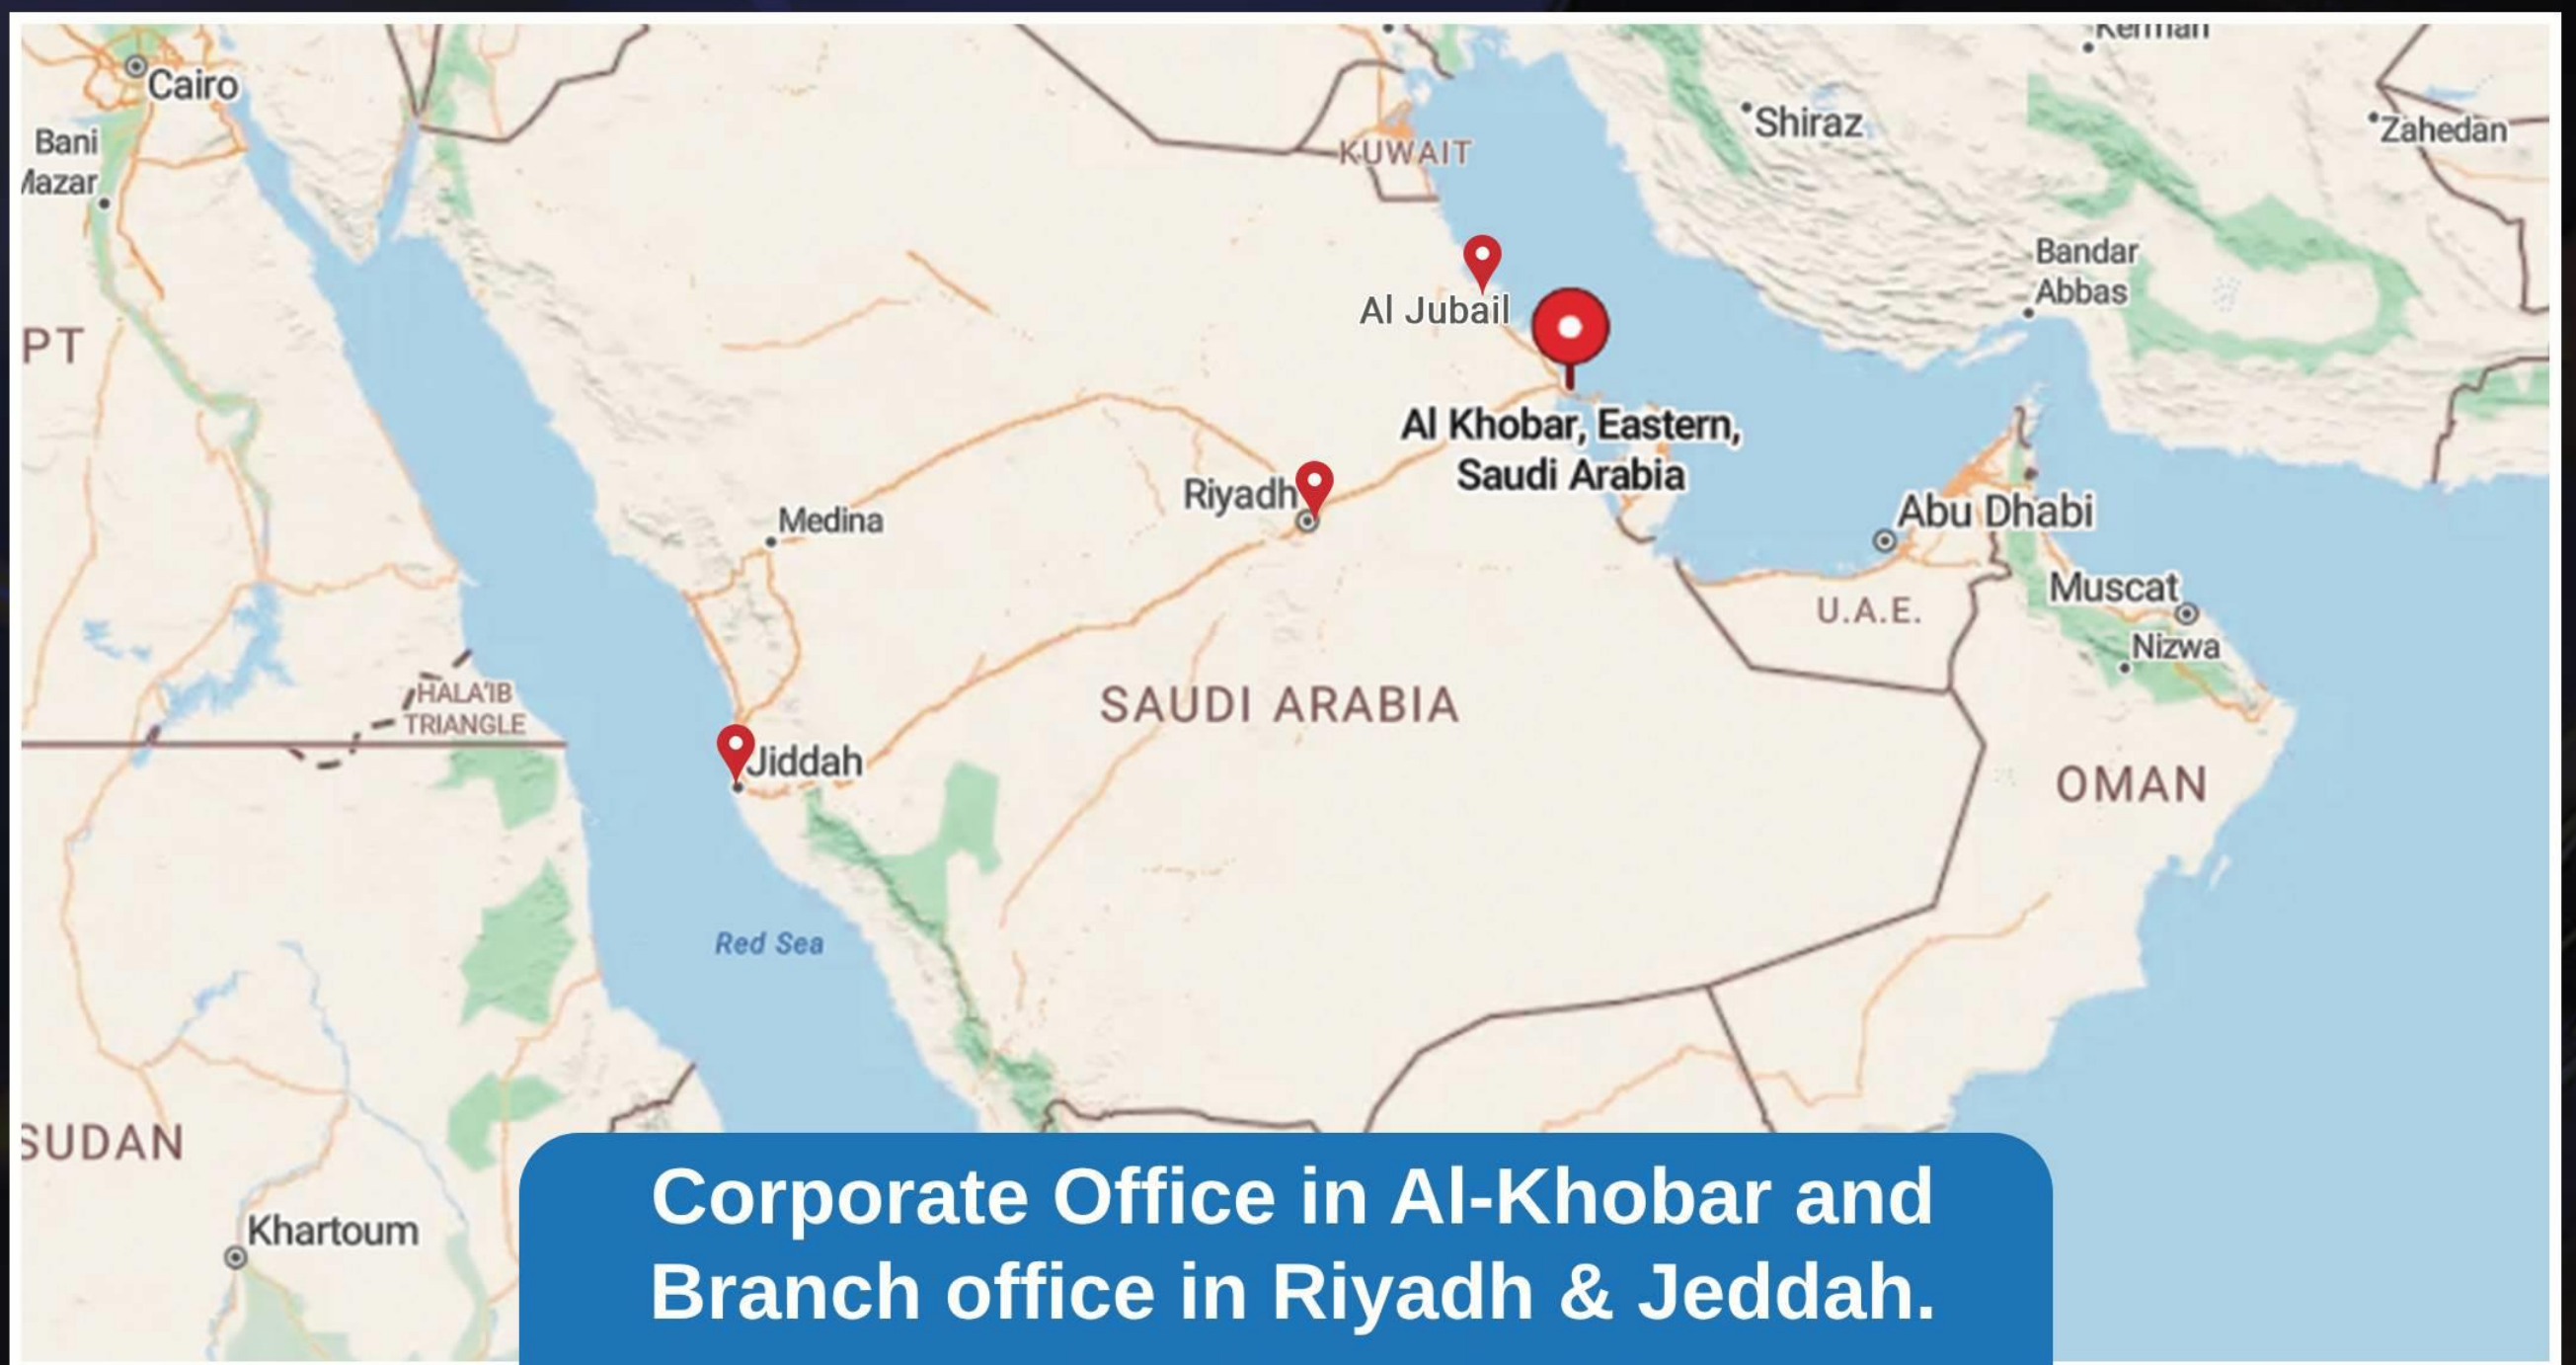 Kerman
Cairo
Shiraz
Zahedan
Bani
Mazar
KUWAIT
Bandar
Abbas
Al Jubail
PT
Al Khobar, Eastern,
Saudi Arabia
Riyadh
Medina
Abu Dhabi
Muscat
U.A.E.
Nizwa
HALA'IB
TRIANGLE
SAUDI ARABIA
Jiddah
OMAN
Red Sea
SUDAN
Khartoum
Corporate Office in Al-Khobar and
Branch office in Riyadh & Jeddah.